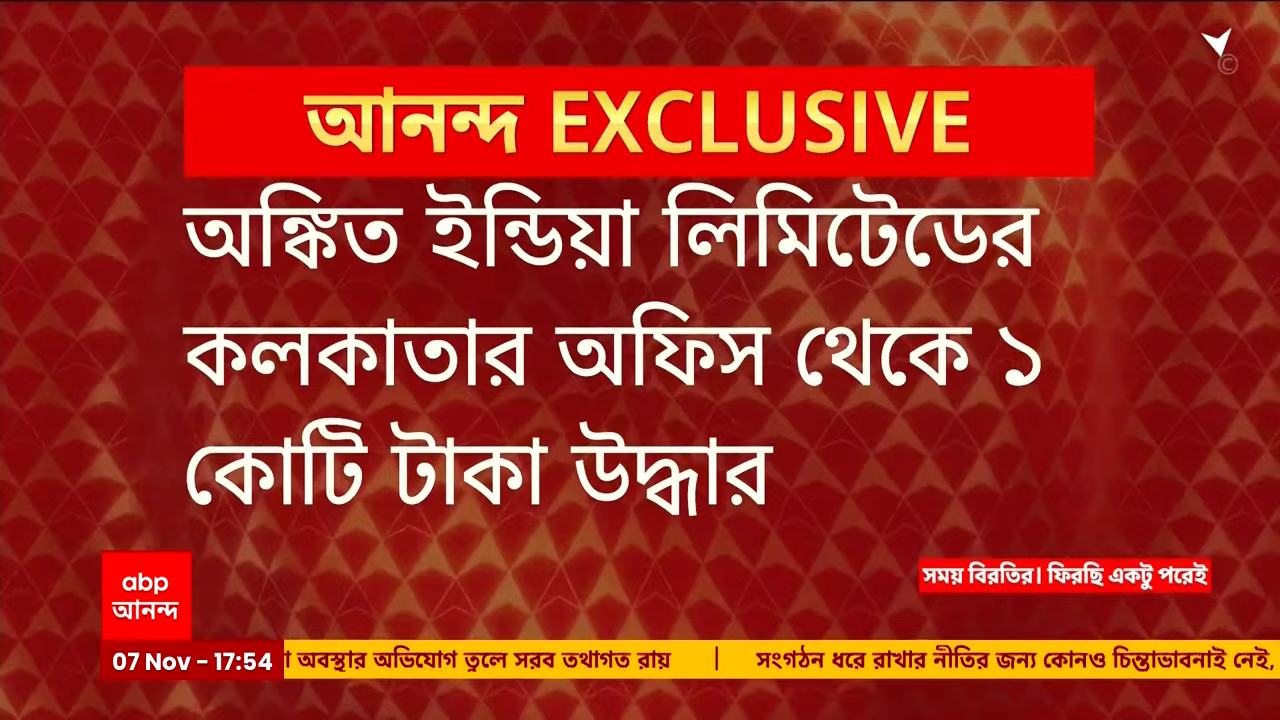 আনন্দ EXCLUSIVE
অঙ্কিত ইন্ডিয়া লিমিটেডের
কলকাতার অফিস থেকে ১
কোটি টাকা উদ্ধার
abp
আনন্দ
সময় বিরতির। ফিরছি একটু পরেই
07 Nov - 17:54
অবস্থার অভিযোগ তুলে সরব তথাগত রায় | সংগঠন ধরে রাখার নীতির জন্য কোনও চিন্তাভাবনাই নেই,